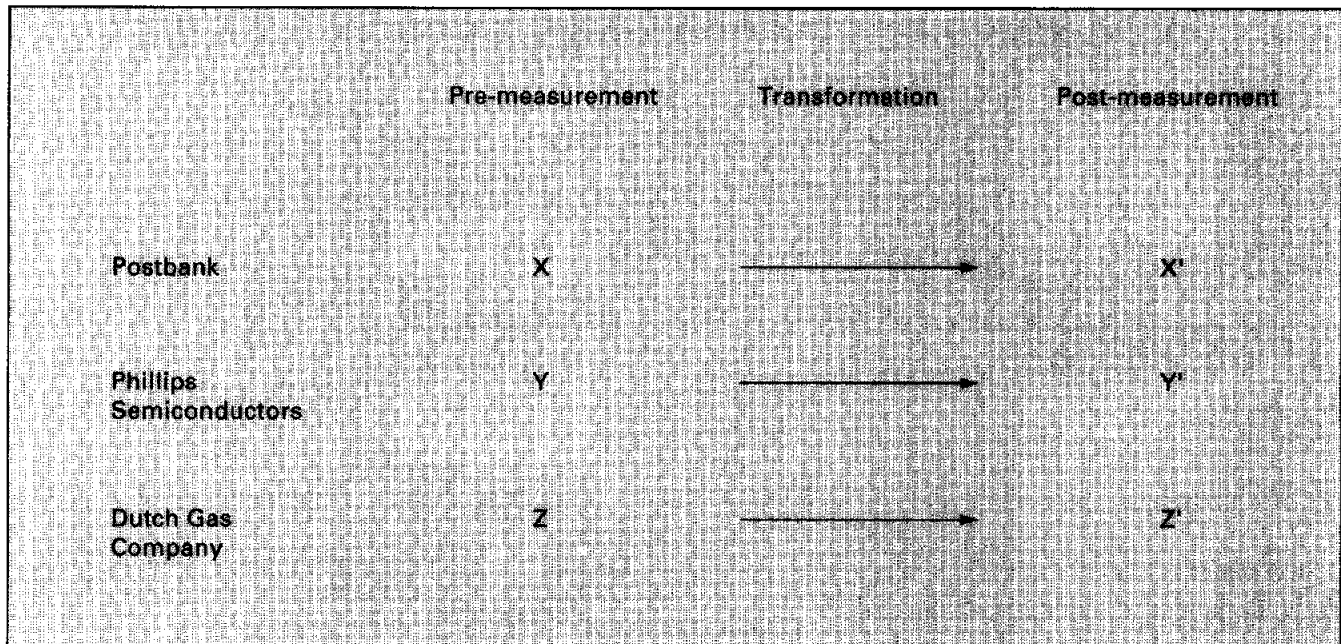 Pre-measurement Transformation Post-measurement
Postbank X X'
Phillips Y Y'
Semiconductors
Dutch Gas Z Z'
Company